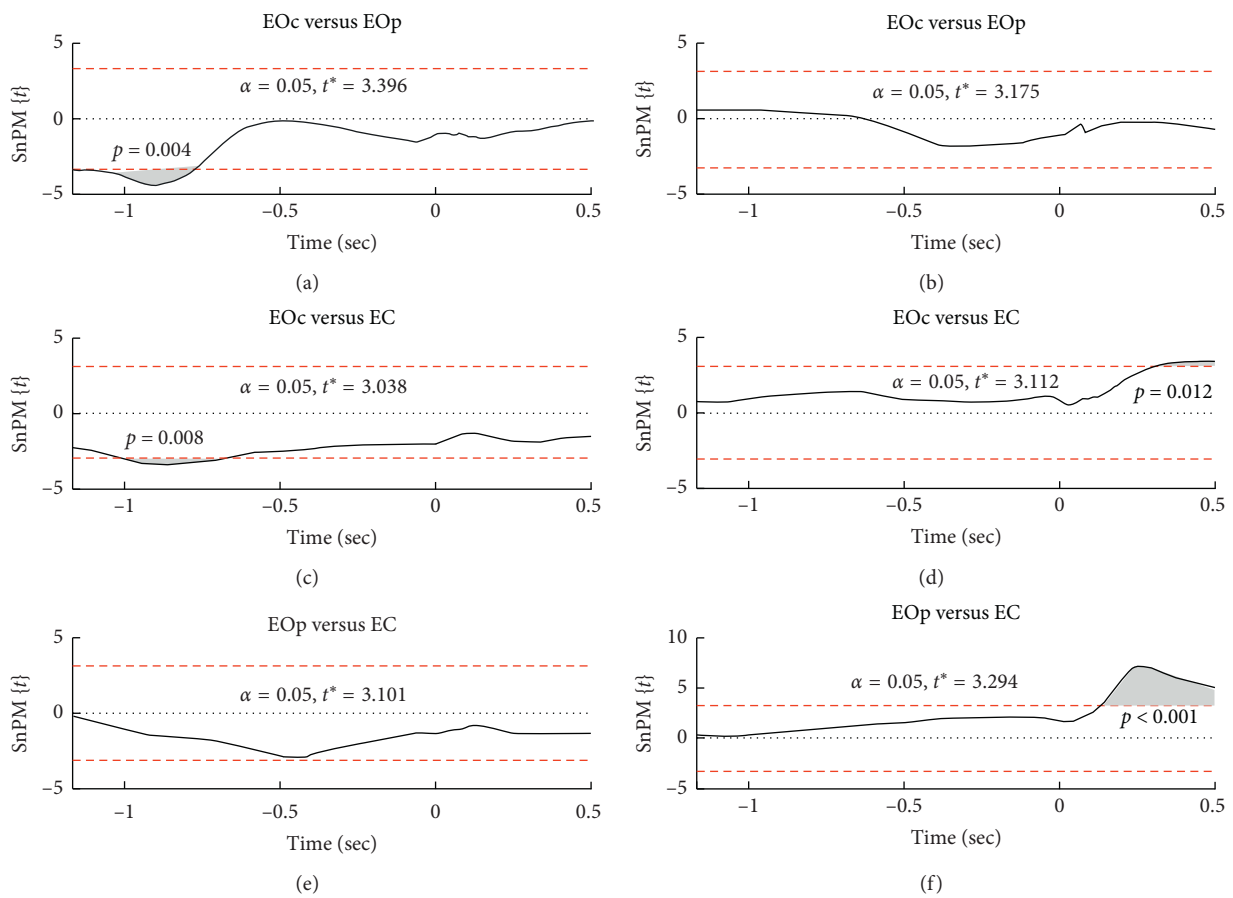 EOc versus EOp
5
α = 0.05, t* = 3.396
0
p = 0.004
−5
SnPM {t}
−1
−0.5
0
0.5
Time (sec)
(a)
EOc versus EOp
5
α = 0.05, t* = 3.175
0
−5
SnPM {t}
−1
−0.5
0
0.5
Time (sec)
(b)
EOc versus EC
5
α = 0.05, t* = 3.038
0
p = 0.008
−5
SnPM {t}
−1
−0.5
0
0.5
Time (sec)
(c)
EOc versus EC
5
α = 0.05, t* = 3.112
p = 0.012
0
−5
SnPM {t}
−1
−0.5
0
0.5
Time (sec)
(d)
EOp versus EC
5
α = 0.05, t* = 3.101
0
−5
SnPM {t}
−1
−0.5
0
0.5
Time (sec)
(e)
EOp versus EC
10
α = 0.05, t* = 3.294
5
p < 0.001
0
−5
SnPM {t}
−1
−0.5
0
0.5
Time (sec)
(f)